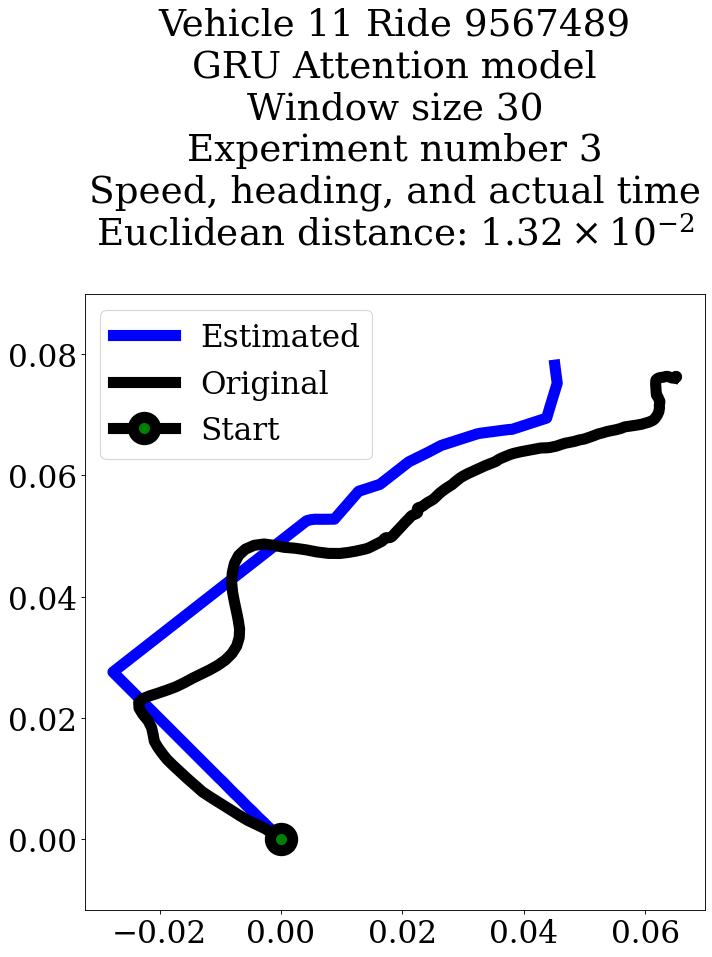 Vehicle 11 Ride 9567489
GRU Attention model
Window size 30
Experiment number 3
Speed, heading, and actual time
Euclidean distance: 1.32 × 10⁻²
Estimated
Original
Start
0.08
0.06
0.04
0.02
0.00
−0.02 0.00 0.02 0.04 0.06